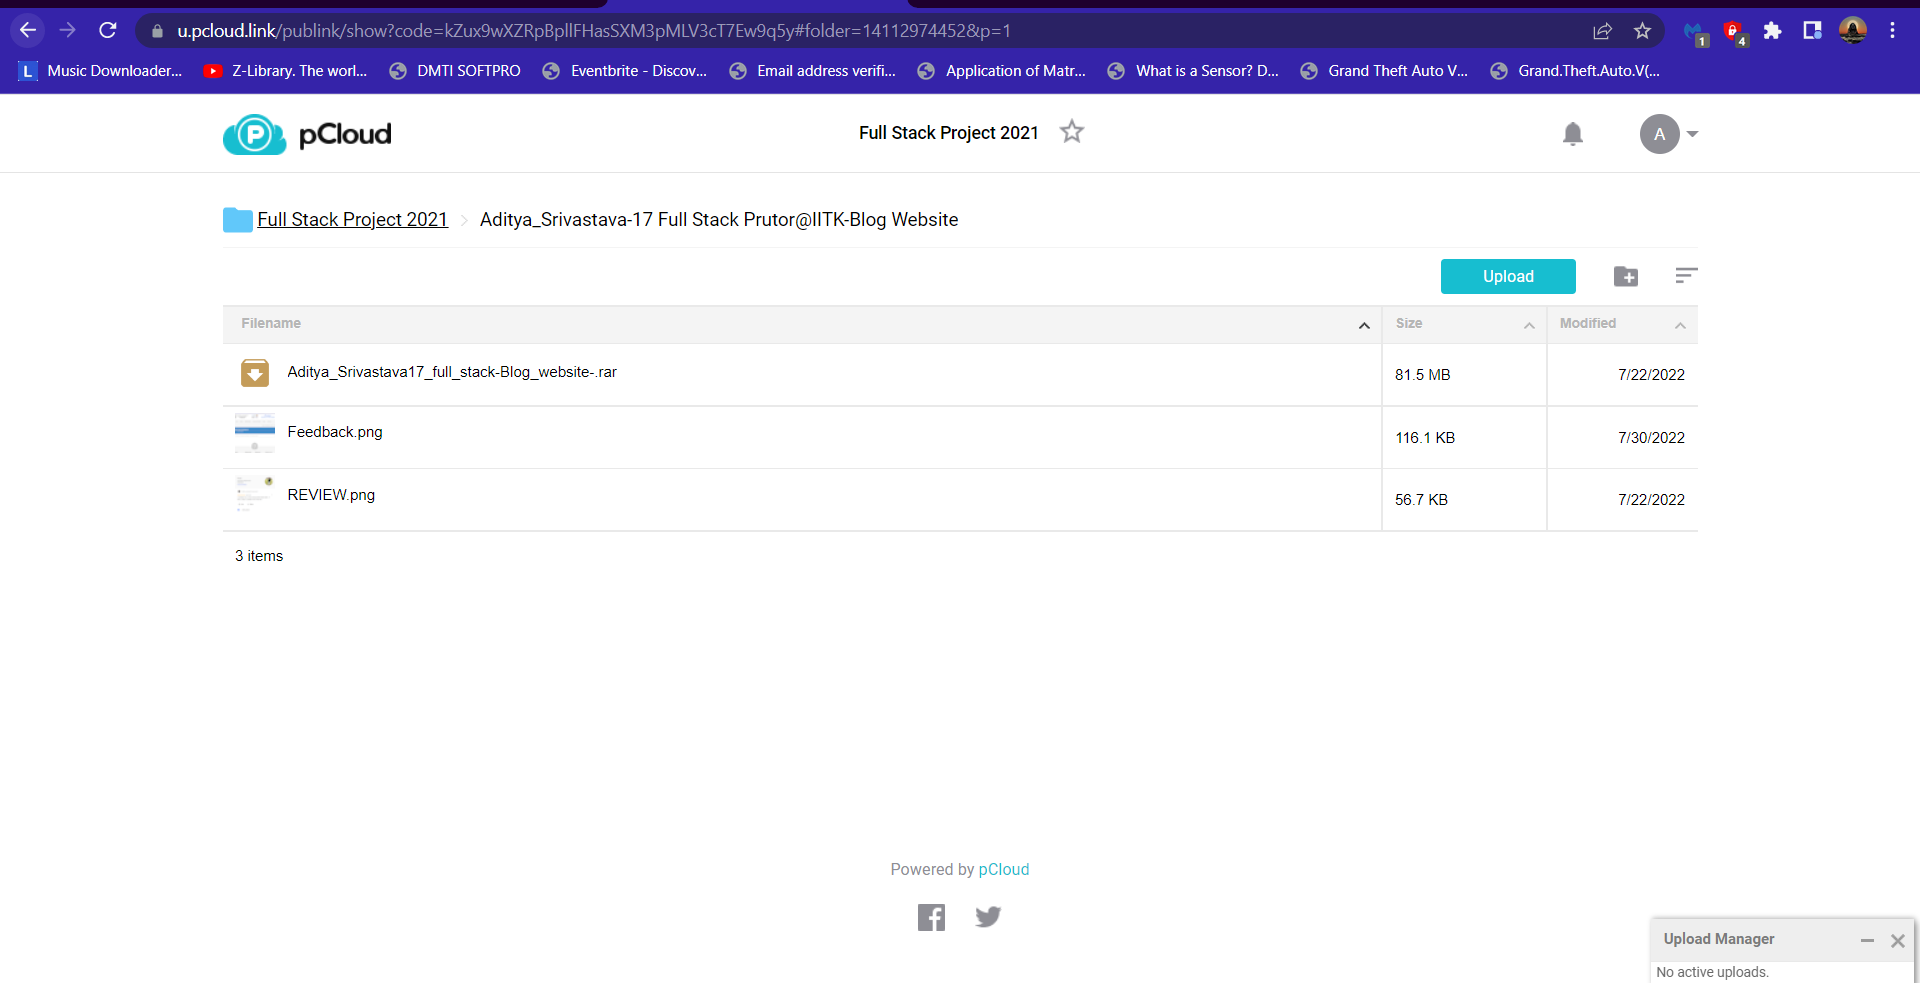 u.pcloud.link/publink/show?code=kZux9wXZRpBpllFHasSXM3pMLV3cT7Ew9q5y#folder=14112974452&p=1
1
4
L Music Downloader... Z-Library. The worl... DMTI SOFTPRO Eventbrite - Discov... Email address verifi... Application of Matr... What is a Sensor? D... Grand Theft Auto V... Grand.Theft.Auto.V(...
P pCloud
Full Stack Project 2021
A
Full Stack Project 2021 Aditya_Srivastava-17 Full Stack Prutor@IITK-Blog Website
Upload
Filename Size Modified
Aditya_Srivastava17_full_stack-Blog_website-.rar 81.5 MB 7/22/2022
Feedback.png 116.1 KB 7/30/2022
REVIEW.png 56.7 KB 7/22/2022
3 items
Powered by pCloud
Upload Manager
No active uploads.